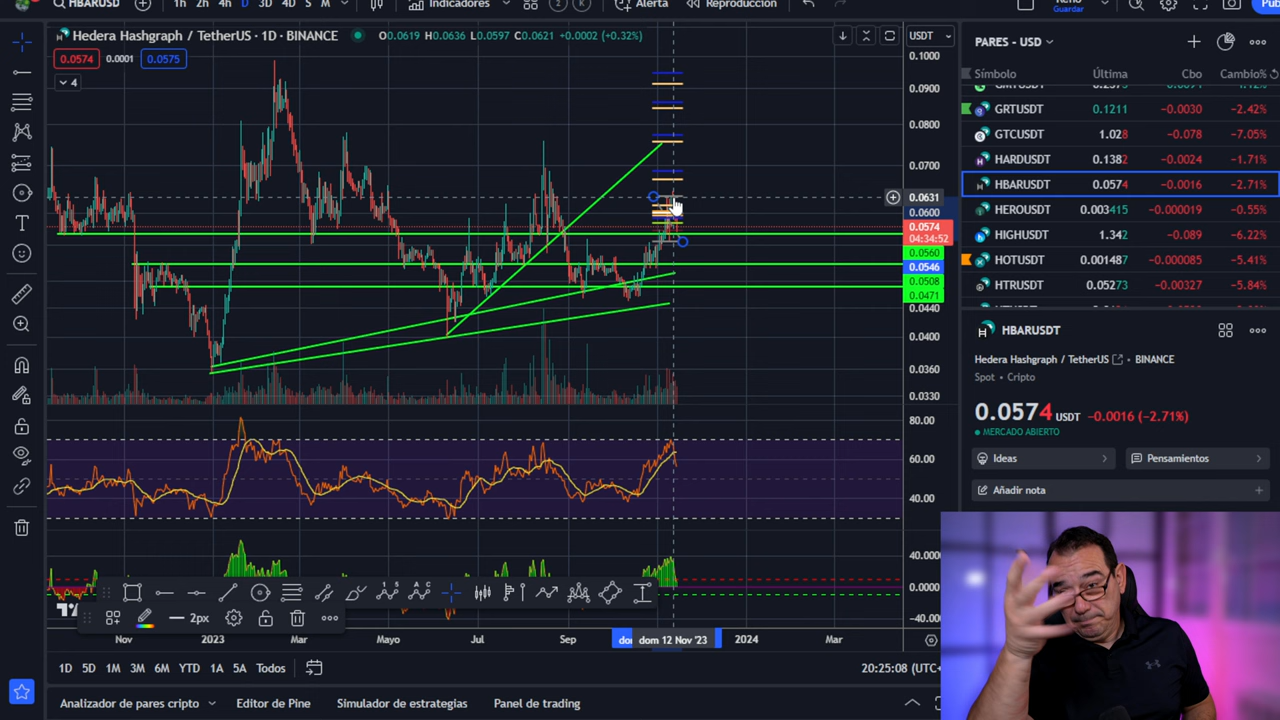 HBARUSD
1h 2h 4h D 3D 4D S M
Indicadores
2 K
Alerta
Reproducción
Guardar
Hedera Hashgraph / TetherUS · 1D · BINANCE
O0.0619 H0.0636 L0.0597 C0.0621 +0.0002 (+0.32%)
0.0574 0.0001 0.0575
4
USDT
0.1000
0.0900
0.0800
0.0700
0.0631
0.0600
0.0574
04:34:52
0.0560
0.0546
0.0508
0.0471
0.0440
0.0400
0.0360
0.0330
80.00
60.00
40.00
40.0000
0.0000
-40.0000
2px
Nov 2023 Mar Mayo Jul Sep dom 12 Nov '23 2024 Mar
1D 5D 1M 3M 6M YTD 1A 5A Todos
20:25:08 (UTC
Analizador de pares cripto Editor de Pine Simulador de estrategias Panel de trading
PARES - USD
Símbolo Última Cbo Cambio%
GRTUSDT 0.1211 −0.0030 −2.42%
GTCUSDT 1.028 −0.078 −7.05%
HARDUSDT 0.1382 −0.0024 −1.71%
HBARUSDT 0.0574 −0.0016 −2.71%
HEROUSDT 0.003415 −0.000019 −0.55%
HIGHUSDT 1.342 −0.089 −6.22%
HOTUSDT 0.001487 −0.000085 −5.41%
HTRUSDT 0.05273 −0.00327 −5.84%
HBARUSDT
Hedera Hashgraph / TetherUS · BINANCE
Spot · Cripto
0.0574 USDT −0.0016 (−2.71%)
MERCADO ABIERTO
Ideas
Pensamientos
Añadir nota